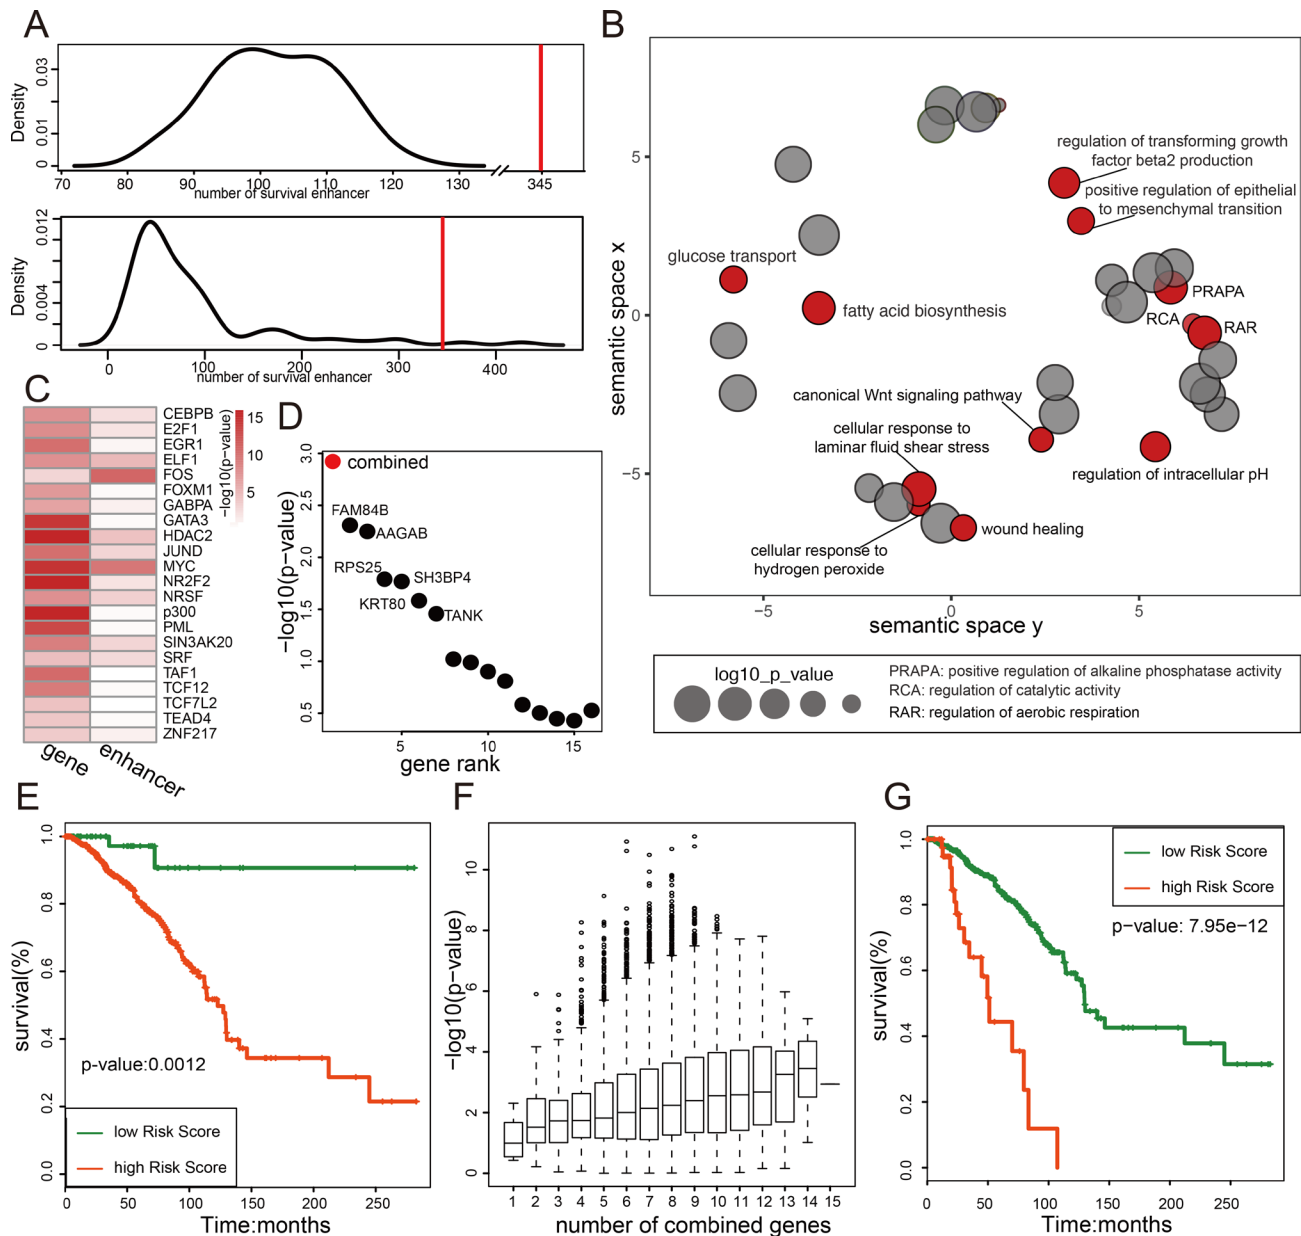 A
Density
0.03
0.01
0
70
80
90
100
110
120
130
345
number of survival enhancer
Density
0.012
0.004
0
0
100
200
300
400
number of survival enhancer
B
semantic space x
5
0
−5
−5
0
5
semantic space y
regulation of transforming growth
factor beta2 production
positive regulation of epithelial
to mesenchymal transition
glucose transport
fatty acid biosynthesis
PRAPA
RCA
RAR
canonical Wnt signaling pathway
cellular response to
laminar fluid shear stress
regulation of intracellular pH
wound healing
cellular response to
hydrogen peroxide
log10_p_value
PRAPA: positive regulation of alkaline phosphatase activity
RCA: regulation of catalytic activity
RAR: regulation of aerobic respiration
C
CEBPB
E2F1
EGR1
ELF1
FOS
FOXM1
GABPA
GATA3
HDAC2
JUND
MYC
NR2F2
NRSF
p300
PML
SIN3AK20
SRF
TAF1
TCF12
TCF7L2
TEAD4
ZNF217
gene
enhancer
−log10(p−value)
15
10
5
D
−log10(p−value)
3.0
2.5
2.0
1.5
1.0
0.5
combined
FAM84B
AAGAB
RPS25
SH3BP4
KRT80
TANK
5
10
15
gene rank
E
survival(%)
1.0
0.8
0.6
0.4
0.2
0.0
p-value:0.0012
low Risk Score
high Risk Score
0
50
100
150
200
250
Time:months
F
−log10(p−value)
10
8
6
4
2
0
1
2
3
4
5
6
7
8
9
10
11
12
13
14
15
number of combined genes
G
survival(%)
1.0
0.8
0.6
0.4
0.2
0.0
low Risk Score
high Risk Score
p−value: 7.95e−12
0
50
100
150
200
250
Time:months